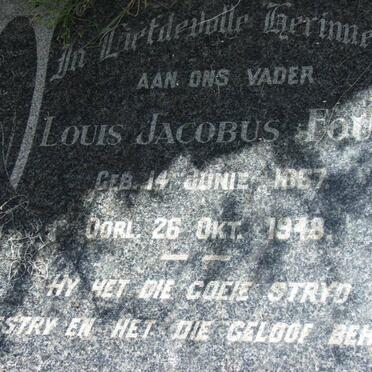 In Liefdevolle Herinne
AAN ONS VADER
LOUIS JACOBUS FOU
GEB. 14 JUNIE 1867
OORL. 26 OKT. 1948.
HY HET DIE GOEIE STRYD
STRY EN HET DIE GELOOF BEH